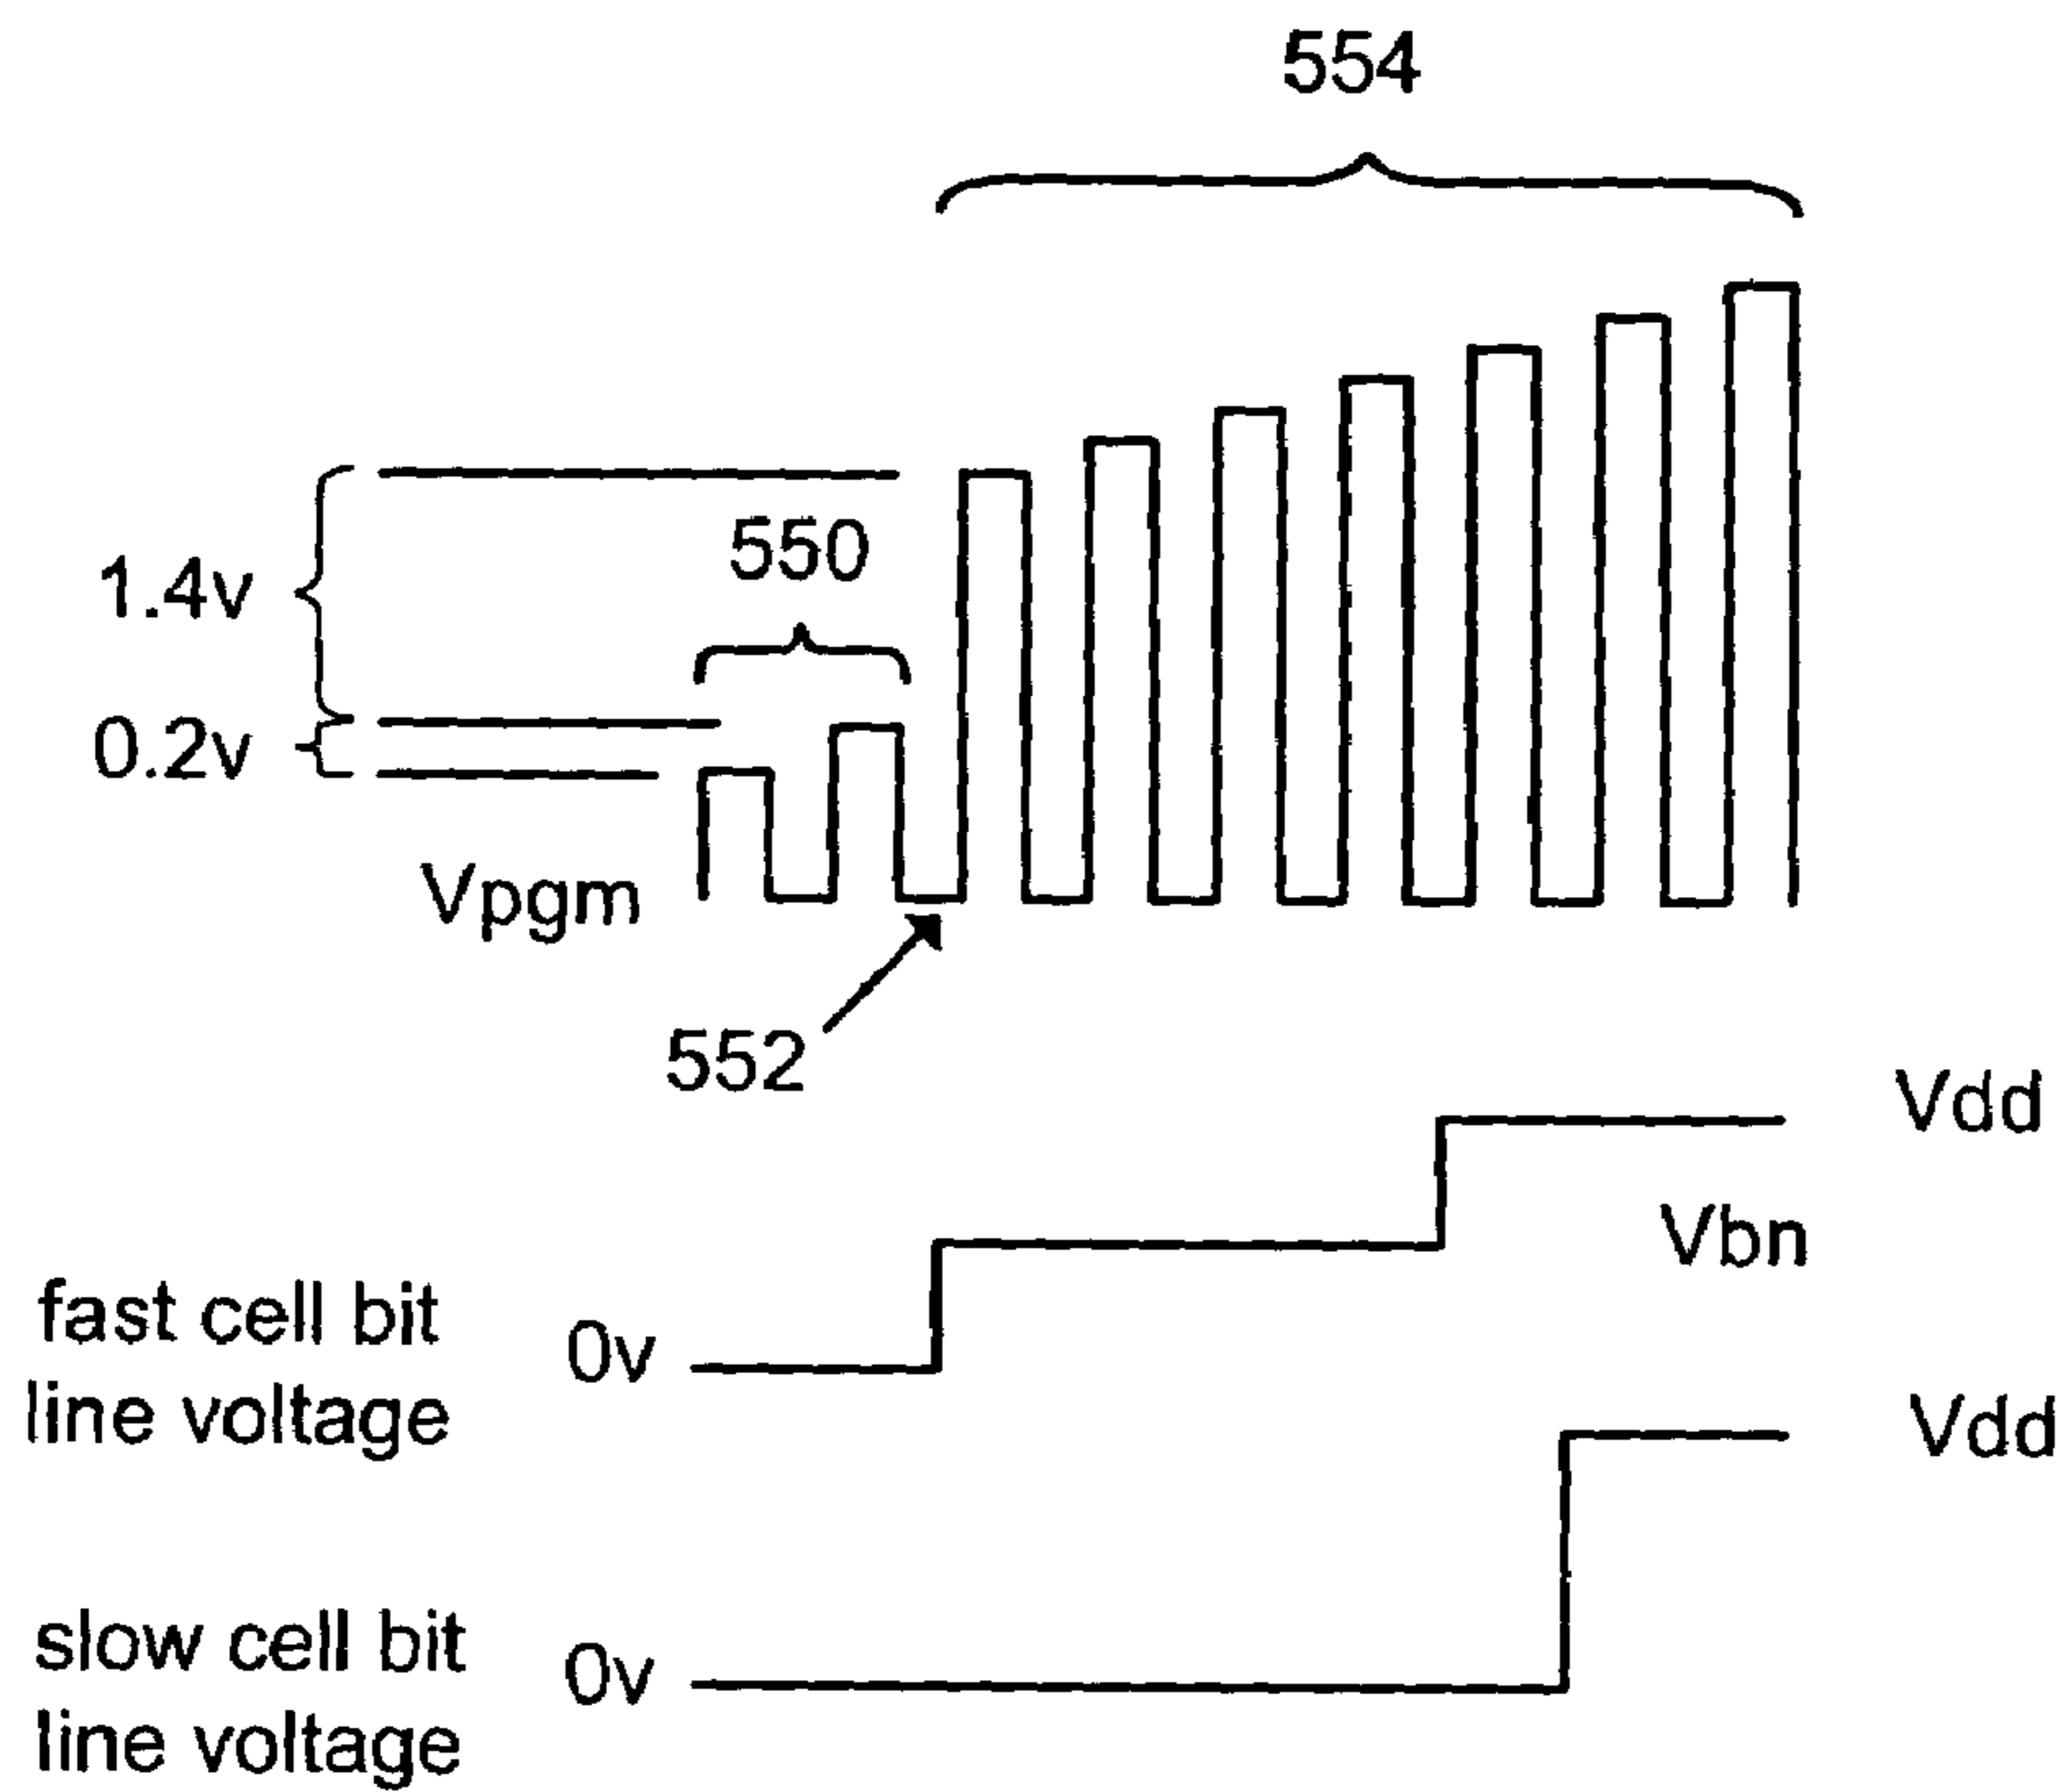 554
550
1.4v
0.2v
Vpgm
552
Vdd
Vbn
fast cell bit
line voltage
0v
Vdd
slow cell bit
line voltage
0v